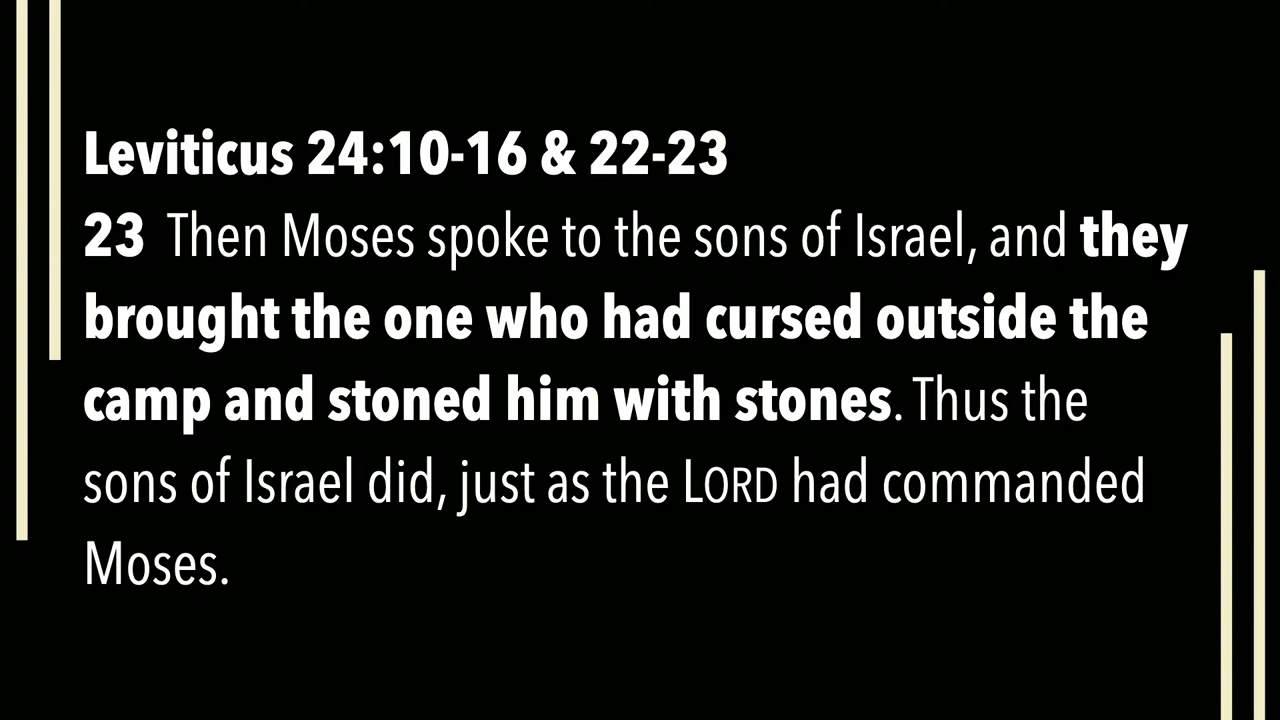 Leviticus 24:10-16 & 22-23
23 Then Moses spoke to the sons of Israel, and they
brought the one who had cursed outside the
camp and stoned him with stones. Thus the
sons of Israel did, just as the LORD had commanded
Moses.